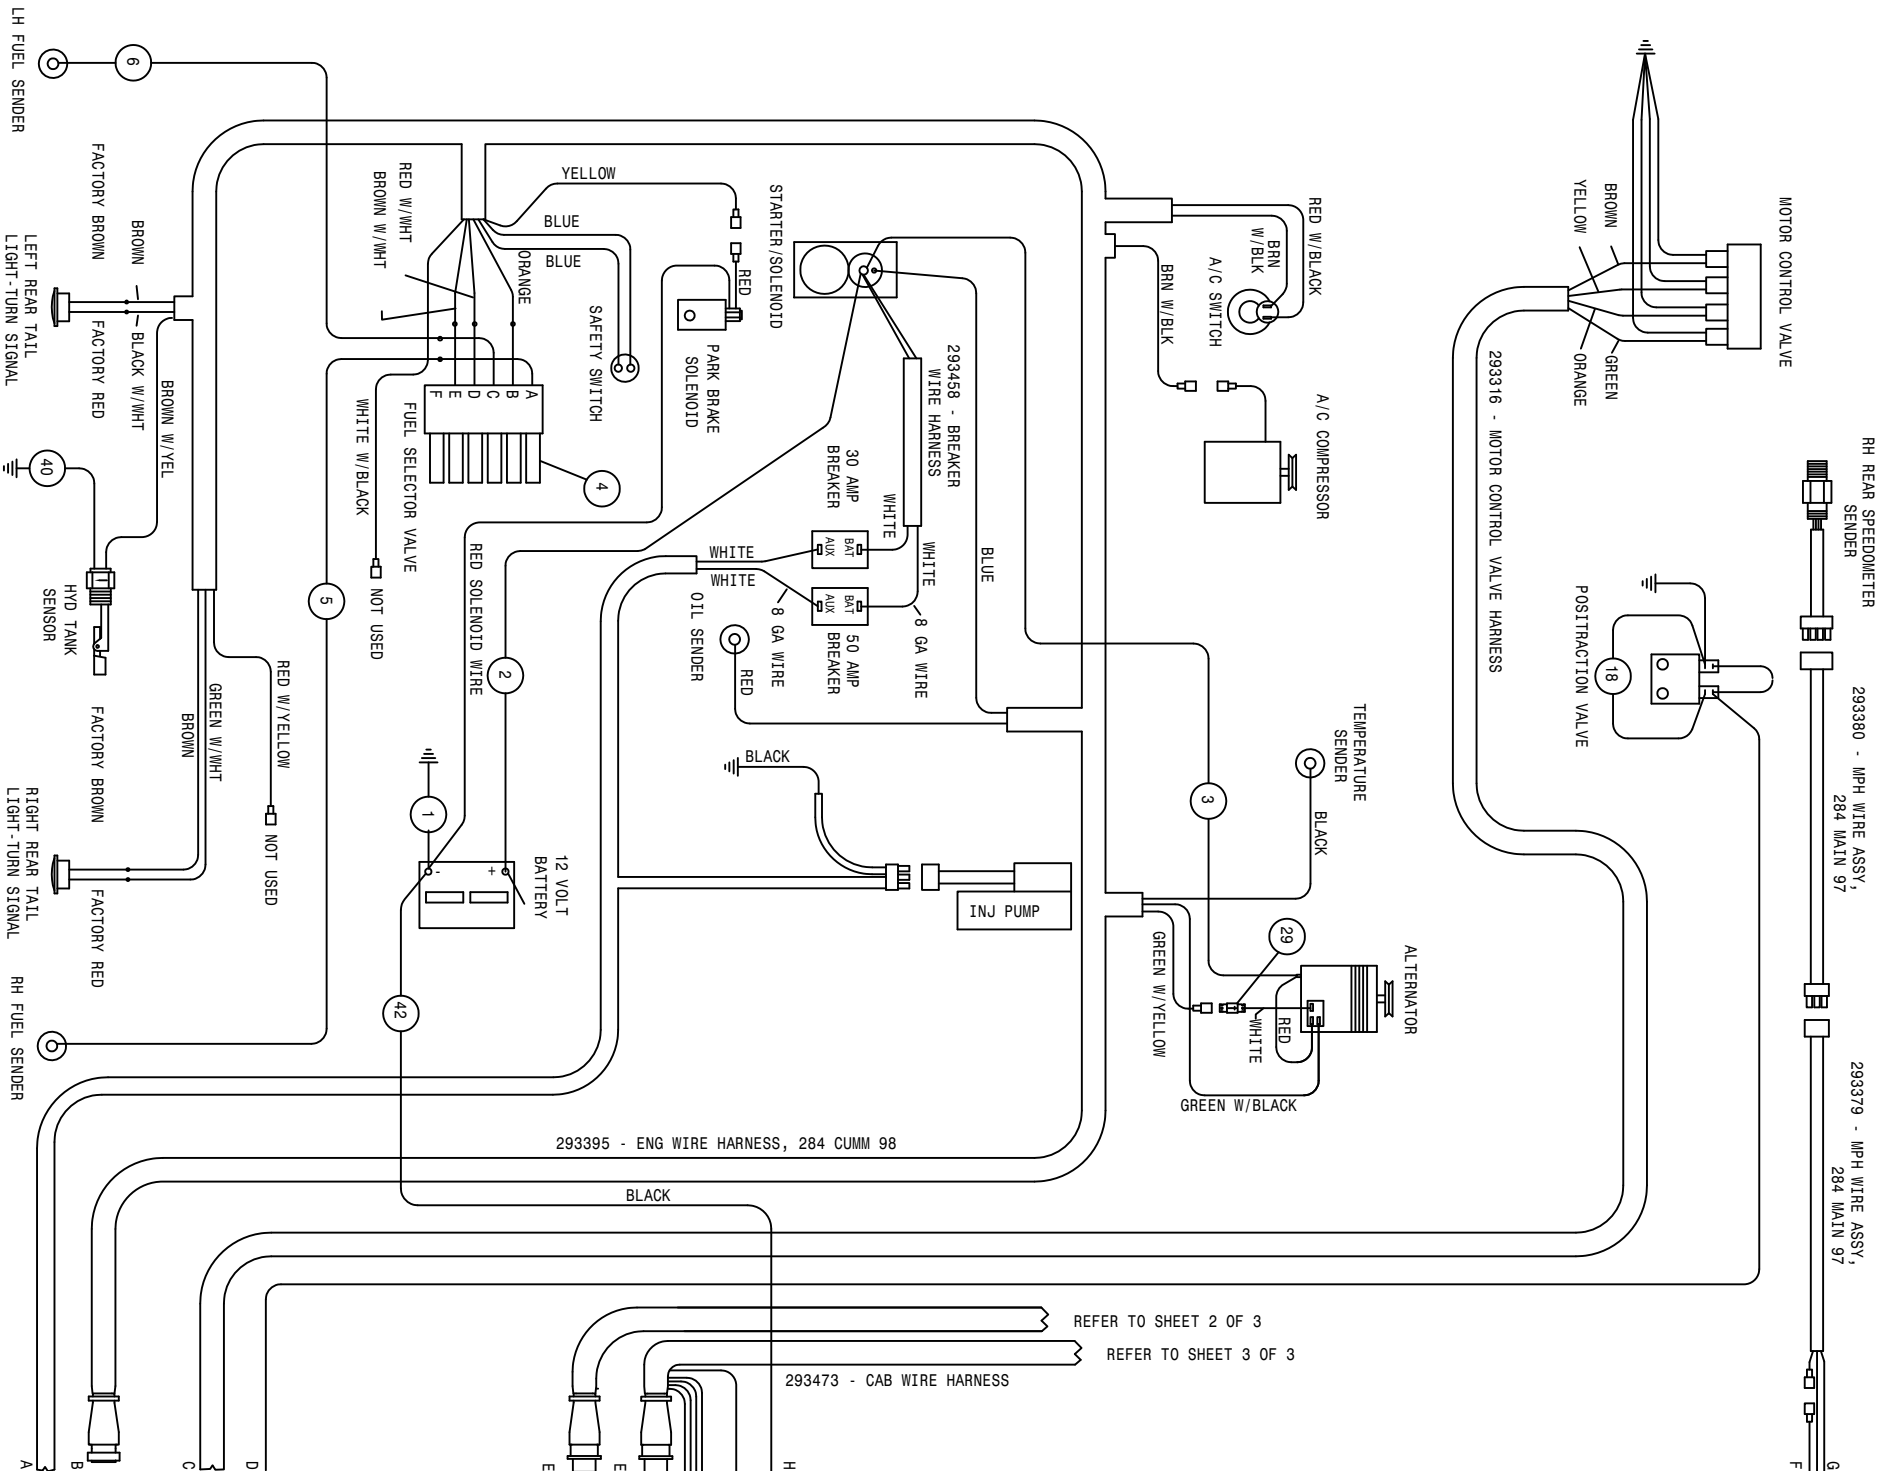 LH FUEL SENDER
6
FACTORY BROWN
LEFT REAR TAIL
LIGHT-TURN SIGNAL
BROWN
FACTORY RED
BLACK W/WHT
BROWN W/YEL
40
HYD TANK
SENSOR
RED W/WHT
BROWN W/WHT
YELLOW
BLUE
BLUE
ORANGE
SAFETY SWITCH
RED
PARK BRAKE
SOLENOID
STARTER/SOLENOID
A
B
C
D
E
F
FUEL SELECTOR VALVE
4
WHITE W/BLACK
NOT USED
5
293458 - BREAKER
WIRE HARNESS
30 AMP
BREAKER
WHITE
WHITE
BAT
AUX
BAT
AUX
WHITE
WHITE
8 GA WIRE
8 GA WIRE
50 AMP
BREAKER
BLUE
OIL SENDER
RED
RED SOLENOID WIRE
2
RED W/YELLOW
NOT USED
GREEN W/WHT
BROWN
FACTORY BROWN
RIGHT REAR TAIL
LIGHT-TURN SIGNAL
FACTORY RED
RH FUEL SENDER
1
-
+
12 VOLT
BATTERY
42
BLACK
INJ PUMP
RED W/BLACK
BRN
W/BLK
A/C SWITCH
BRN W/BLK
A/C COMPRESSOR
MOTOR CONTROL VALVE
BROWN
YELLOW
GREEN
ORANGE
293316 - MOTOR CONTROL VALVE HARNESS
RH REAR SPEEDOMETER
SENDER
POSITRACTION VALVE
18
293380 - MPH WIRE ASSY,
284 MAIN 97
TEMPERATURE
SENDER
BLACK
3
29
ALTERNATOR
GREEN W/YELLOW
WHITE
RED
GREEN W/BLACK
293379 - MPH WIRE ASSY,
284 MAIN 97
293395 - ENG WIRE HARNESS, 284 CUMM 98
BLACK
REFER TO SHEET 2 OF 3
REFER TO SHEET 3 OF 3
293473 - CAB WIRE HARNESS
A
B
C
D
E
E
H
F
G